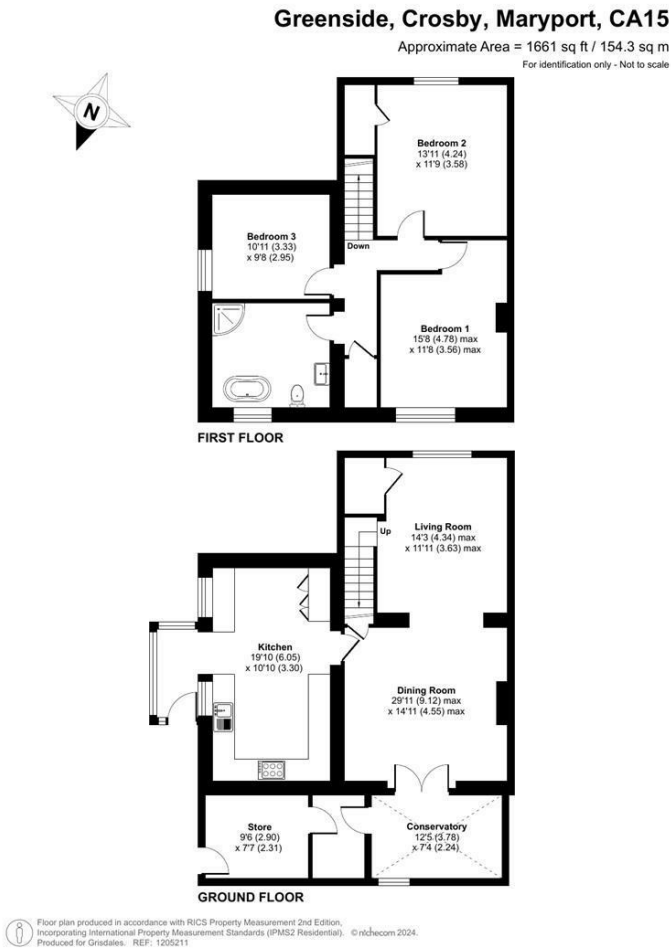 Greenside, Crosby, Maryport, CA15
Approximate Area = 1661 sq ft / 154.3 sq m
For identification only - Not to scale
N
Bedroom 2
13'11 (4.24)
x 11'9 (3.58)
Bedroom 3
10'11 (3.33)
x 9'8 (2.95)
Down
Bedroom 1
15'8 (4.78) max
x 11'8 (3.56) max
FIRST FLOOR
Living Room
14'3 (4.34) max
x 11'11 (3.63) max
Up
Kitchen
19'10 (6.05)
x 10'10 (3.30)
Dining Room
29'11 (9.12) max
x 14'11 (4.55) max
Store
9'6 (2.90)
x 7'7 (2.31)
Conservatory
12'5 (3.78)
x 7'4 (2.24)
GROUND FLOOR
Floor plan produced in accordance with RICS Property Measurement 2nd Edition,
Incorporating International Property Measurement Standards (IPMS2 Residential). © nichecom 2024.
Produced for Grisdales. REF: 1205211